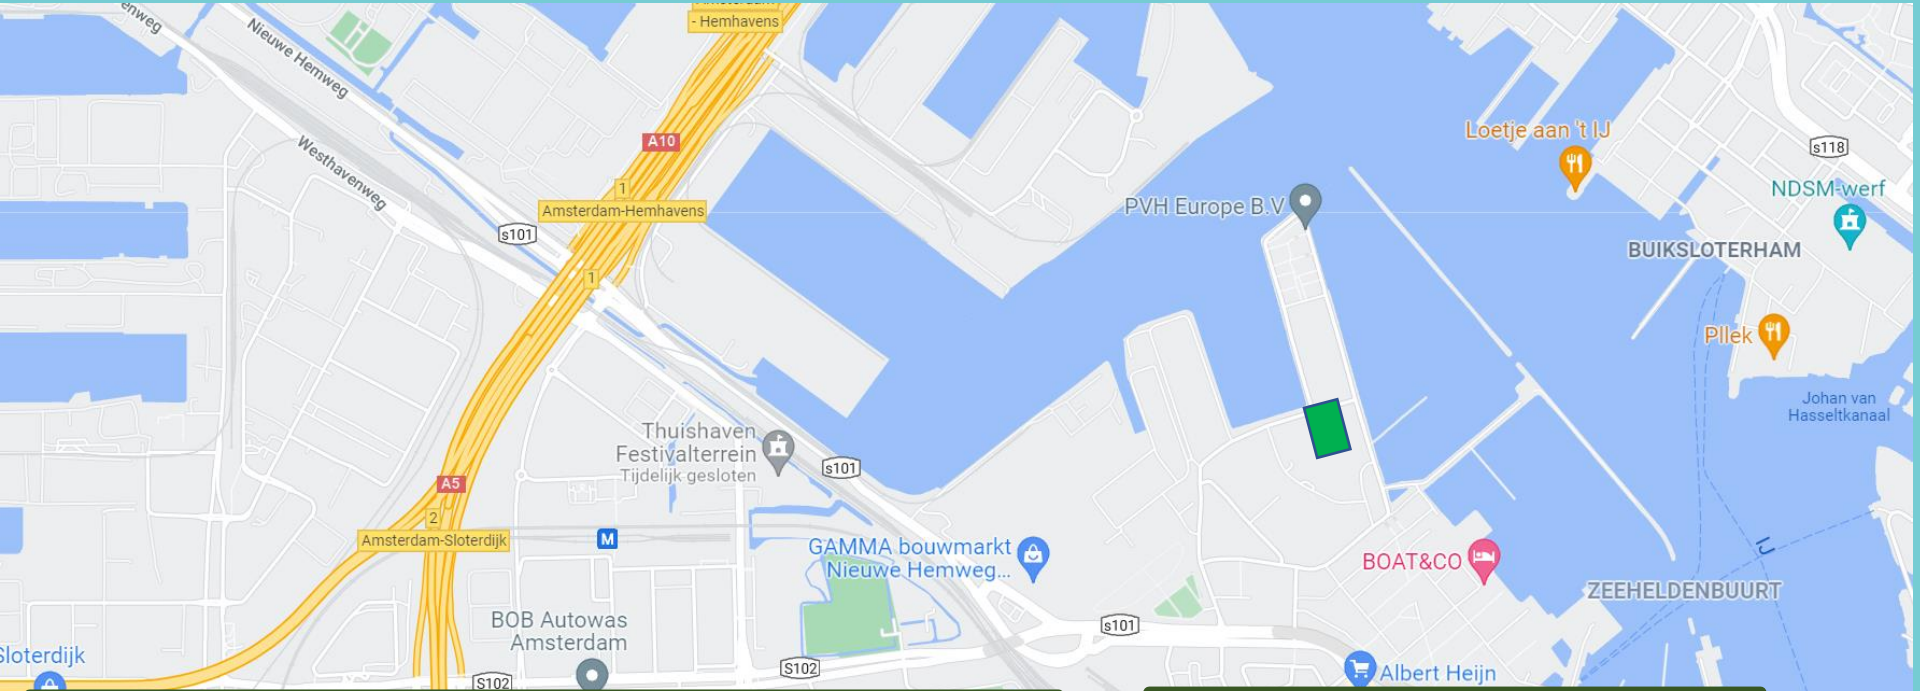 - Hemhavens
Nieuwe Hemweg
A10
Loetje aan 't IJ
s118
Westhavenweg
1
Amsterdam-Hemhavens
PVH Europe B.V
NDSM-werf
s101
BUIKSLOTERHAM
1
Pllek
Johan van
Hasseltkanaal
Thuishaven
Festivalterrein
Tijdelijk gesloten
s101
A5
2
Amsterdam-Sloterdijk
M
GAMMA bouwmarkt
Nieuwe Hemweg...
IJ
BOAT&CO
ZEEHELDENBUURT
BOB Autowas
Amsterdam
s101
Sloterdijk
S102
S102
Albert Heijn